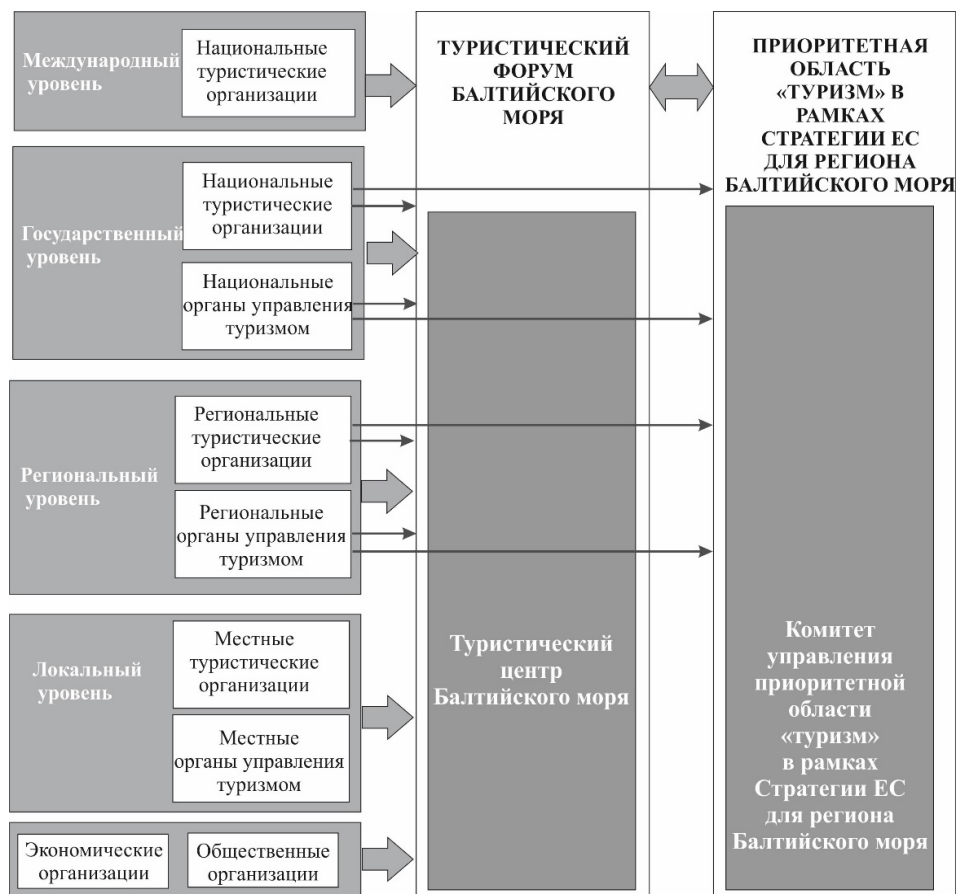 Международный
уровень
Национальные
туристические
организации
ТУРИСТИЧЕСКИЙ
ФОРУМ
БАЛТИЙСКОГО
МОРЯ
ПРИОРИТЕТНАЯ
ОБЛАСТЬ
«ТУРИЗМ» В
РАМКАХ
СТРАТЕГИИ ЕС
ДЛЯ РЕГИОНА
БАЛТИЙСКОГО МОРЯ
Государственный
уровень
Национальные
туристические
организации
Национальные
органы управления
туризмом
Региональный
уровень
Региональные
туристические
организации
Региональные
органы управления
туризмом
Локальный
уровень
Местные
туристические
организации
Местные
органы управления
туризмом
Экономические
организации
Общественные
организации
Туристический
центр
Балтийского моря
Комитет
управления
приоритетной
области
«туризм»
в рамках
Стратегии ЕС
для региона
Балтийского моря